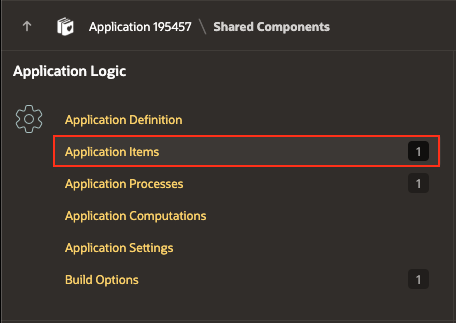 Application 195457 \ Shared Components
Application Logic
Application Definition
Application Items 1
Application Processes 1
Application Computations
Application Settings
Build Options 1